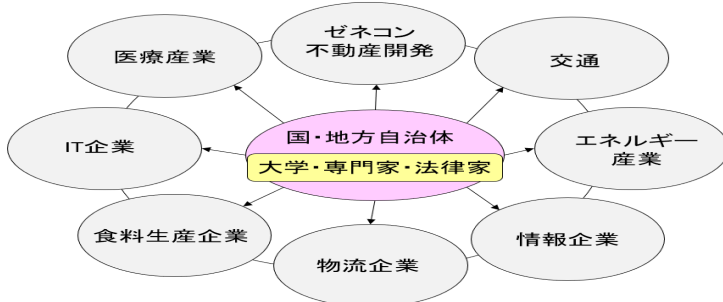 ゼネコン
不動産開発
医療産業
交通
IT企業
国・地方自治体
大学・専門家・法律家
エネルギー
産業
食料生産企業
情報企業
物流企業